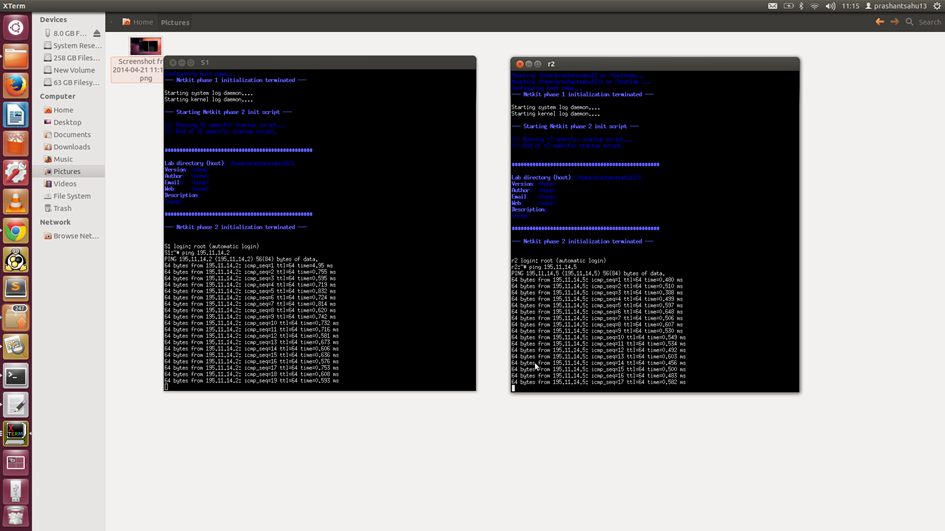 XTerm
11:15
prashantsahu13
Devices
8.0 GB F...
System Rese...
258 GB Files...
New Volume
63 GB Files...
Computer
Home
Desktop
Documents
Downloads
Music
Pictures
Videos
File System
Trash
Network
Browse Net...
Home
Pictures
Search
Screenshot fr
2014-04-21 11:1
png
S1
--- Netkit phase 1 initialization terminated ---
Starting system log daemon....
Starting kernel log daemon....
--- Starting Netkit phase 2 init script ---
Lab directory (host):
Version:
Author:
Email:
Web:
Description:
--- Netkit phase 2 initialization terminated ---
S1 login: root (automatic login)
S1:~# ping 195.11.14.2
PING 195.11.14.2 (195.11.14.2) 56(84) bytes of data.
64 bytes from 195.11.14.2: icmp_seq=1 ttl=64 time=4.95 ms
64 bytes from 195.11.14.2: icmp_seq=2 ttl=64 time=0.755 ms
64 bytes from 195.11.14.2: icmp_seq=3 ttl=64 time=0.595 ms
64 bytes from 195.11.14.2: icmp_seq=4 ttl=64 time=0.719 ms
64 bytes from 195.11.14.2: icmp_seq=5 ttl=64 time=0.832 ms
64 bytes from 195.11.14.2: icmp_seq=6 ttl=64 time=0.724 ms
64 bytes from 195.11.14.2: icmp_seq=7 ttl=64 time=0.814 ms
64 bytes from 195.11.14.2: icmp_seq=8 ttl=64 time=0.620 ms
64 bytes from 195.11.14.2: icmp_seq=9 ttl=64 time=0.742 ms
64 bytes from 195.11.14.2: icmp_seq=10 ttl=64 time=0.732 ms
64 bytes from 195.11.14.2: icmp_seq=11 ttl=64 time=0.716 ms
64 bytes from 195.11.14.2: icmp_seq=12 ttl=64 time=0.581 ms
64 bytes from 195.11.14.2: icmp_seq=13 ttl=64 time=0.673 ms
64 bytes from 195.11.14.2: icmp_seq=14 ttl=64 time=0.606 ms
64 bytes from 195.11.14.2: icmp_seq=15 ttl=64 time=0.636 ms
64 bytes from 195.11.14.2: icmp_seq=16 ttl=64 time=0.576 ms
64 bytes from 195.11.14.2: icmp_seq=17 ttl=64 time=0.753 ms
64 bytes from 195.11.14.2: icmp_seq=18 ttl=64 time=0.600 ms
64 bytes from 195.11.14.2: icmp_seq=19 ttl=64 time=0.593 ms
r2
--- Netkit phase 1 initialization terminated ---
Starting system log daemon....
Starting kernel log daemon....
--- Starting Netkit phase 2 init script ---
Lab directory (host):
Version:
Author:
Email:
Web:
Description:
--- Netkit phase 2 initialization terminated ---
r2 login: root (automatic login)
r2:~# ping 195.11.14.5
PING 195.11.14.5 (195.11.14.5) 56(84) bytes of data.
64 bytes from 195.11.14.5: icmp_seq=1 ttl=64 time=0.480 ms
64 bytes from 195.11.14.5: icmp_seq=2 ttl=64 time=0.510 ms
64 bytes from 195.11.14.5: icmp_seq=3 ttl=64 time=0.588 ms
64 bytes from 195.11.14.5: icmp_seq=4 ttl=64 time=0.499 ms
64 bytes from 195.11.14.5: icmp_seq=5 ttl=64 time=0.597 ms
64 bytes from 195.11.14.5: icmp_seq=6 ttl=64 time=0.648 ms
64 bytes from 195.11.14.5: icmp_seq=7 ttl=64 time=0.506 ms
64 bytes from 195.11.14.5: icmp_seq=8 ttl=64 time=0.607 ms
64 bytes from 195.11.14.5: icmp_seq=9 ttl=64 time=0.530 ms
64 bytes from 195.11.14.5: icmp_seq=10 ttl=64 time=0.549 ms
64 bytes from 195.11.14.5: icmp_seq=11 ttl=64 time=0.534 ms
64 bytes from 195.11.14.5: icmp_seq=12 ttl=64 time=0.492 ms
64 bytes from 195.11.14.5: icmp_seq=13 ttl=64 time=0.603 ms
64 bytes from 195.11.14.5: icmp_seq=14 ttl=64 time=0.456 ms
64 bytes from 195.11.14.5: icmp_seq=15 ttl=64 time=0.500 ms
64 bytes from 195.11.14.5: icmp_seq=16 ttl=64 time=0.483 ms
64 bytes from 195.11.14.5: icmp_seq=17 ttl=64 time=0.582 ms